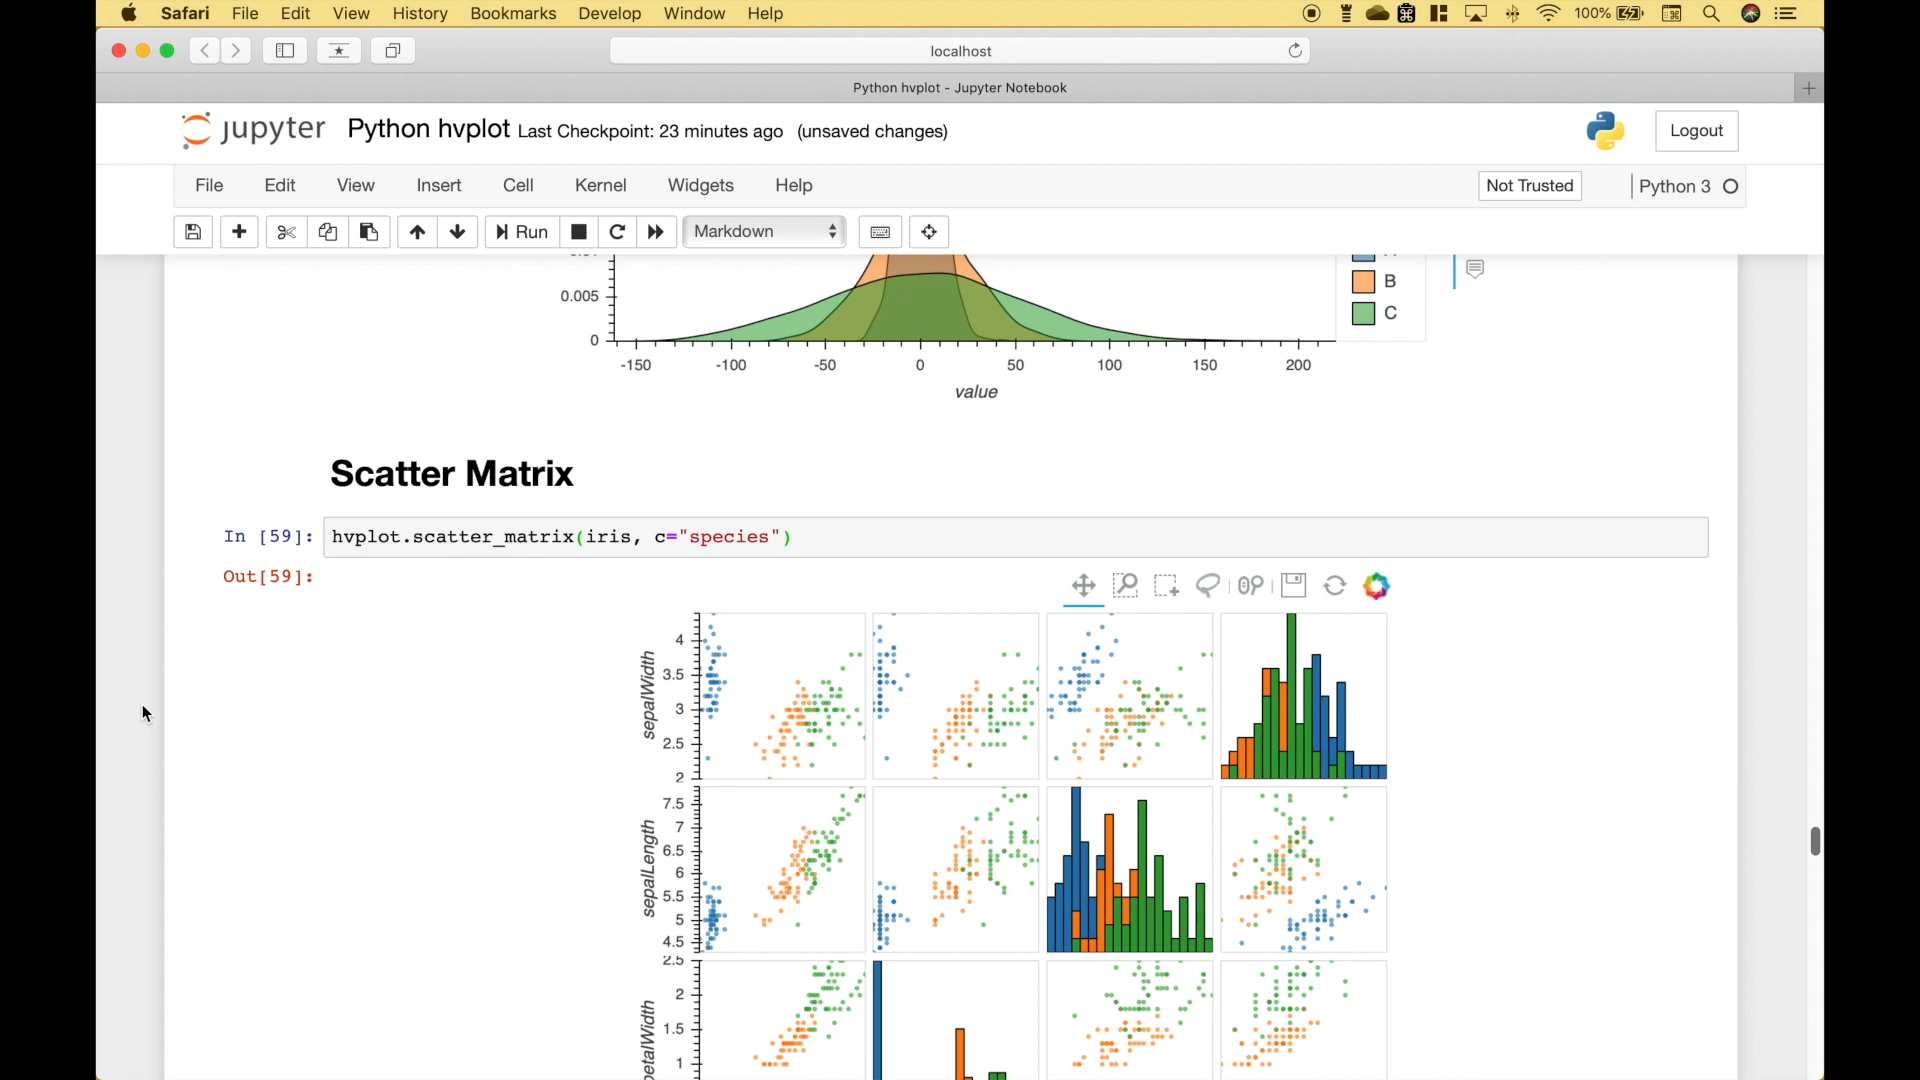 Safari File Edit View History Bookmarks Develop Window Help 100%
localhost
Python hvplot - Jupyter Notebook
jupyter Python hvplot Last Checkpoint: 23 minutes ago (unsaved changes) Logout
File Edit View Insert Cell Kernel Widgets Help Not Trusted Python 3
Run Markdown
B
0.005
C
0
-150 -100 -50 0 50 100 150 200
value
Scatter Matrix
In [59]: hvplot.scatter_matrix(iris, c="species")
Out[59]:
sepalWidth
4
3.5
3
2.5
2
sepalLength
7.5
7
6.5
6
5.5
5
4.5
petalWidth
2.5
2
1.5
1